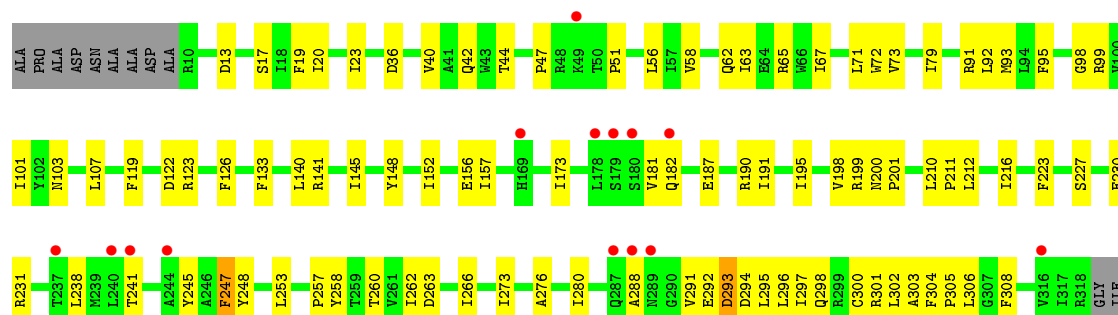 ALA PRO ALA ASP ASN ALA ALA ASP ALA R10 D13 S17 I18 F19 I20 I23 D36 V40 A41 Q42 W43 T44 P47 R48 K49 T50 P51 L56 I57 V58 Q62 I63 E64 R65 W66 I67 L71 W72 V73 I79 R91 L92 M93 L94 F95 G98 R99 V100
I101 Y102 N103 L107 F119 D122 R123 F126 F133 L140 R141 I145 Y148 I152 E156 I157 H169 I173 L178 S179 S180 V181 Q182 E187 R190 I191 I195 V198 R199 N200 P201 L210 P211 L212 I216 F223 S227
R231 T237 L238 M239 L240 T241 A244 Y245 A246 F247 Y248 L253 P257 Y258 T259 T260 V261 I262 D263 I266 I273 A276 I280 Q287 A288 N289 G290 V291 E292 D293 D294 L295 L296 I297 Q298 R299 C300 R301 L302 A303 F304 P305 L306 G307 F308 V316 I317 R318 GLY ILE